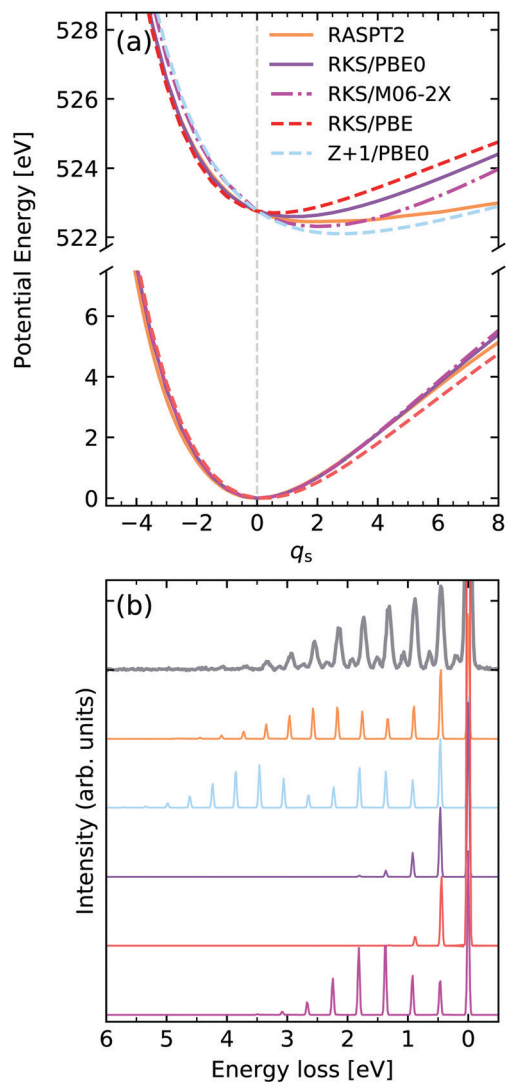 (a)
RASPT2
RKS/PBE0
RKS/M06-2X
RKS/PBE
Z+1/PBE0
528
526
524
522
6
4
2
0
Potential Energy [eV]
−4 −2 0 2 4 6 8
qs
(b)
Intensity (arb. units)
6 5 4 3 2 1 0
Energy loss [eV]